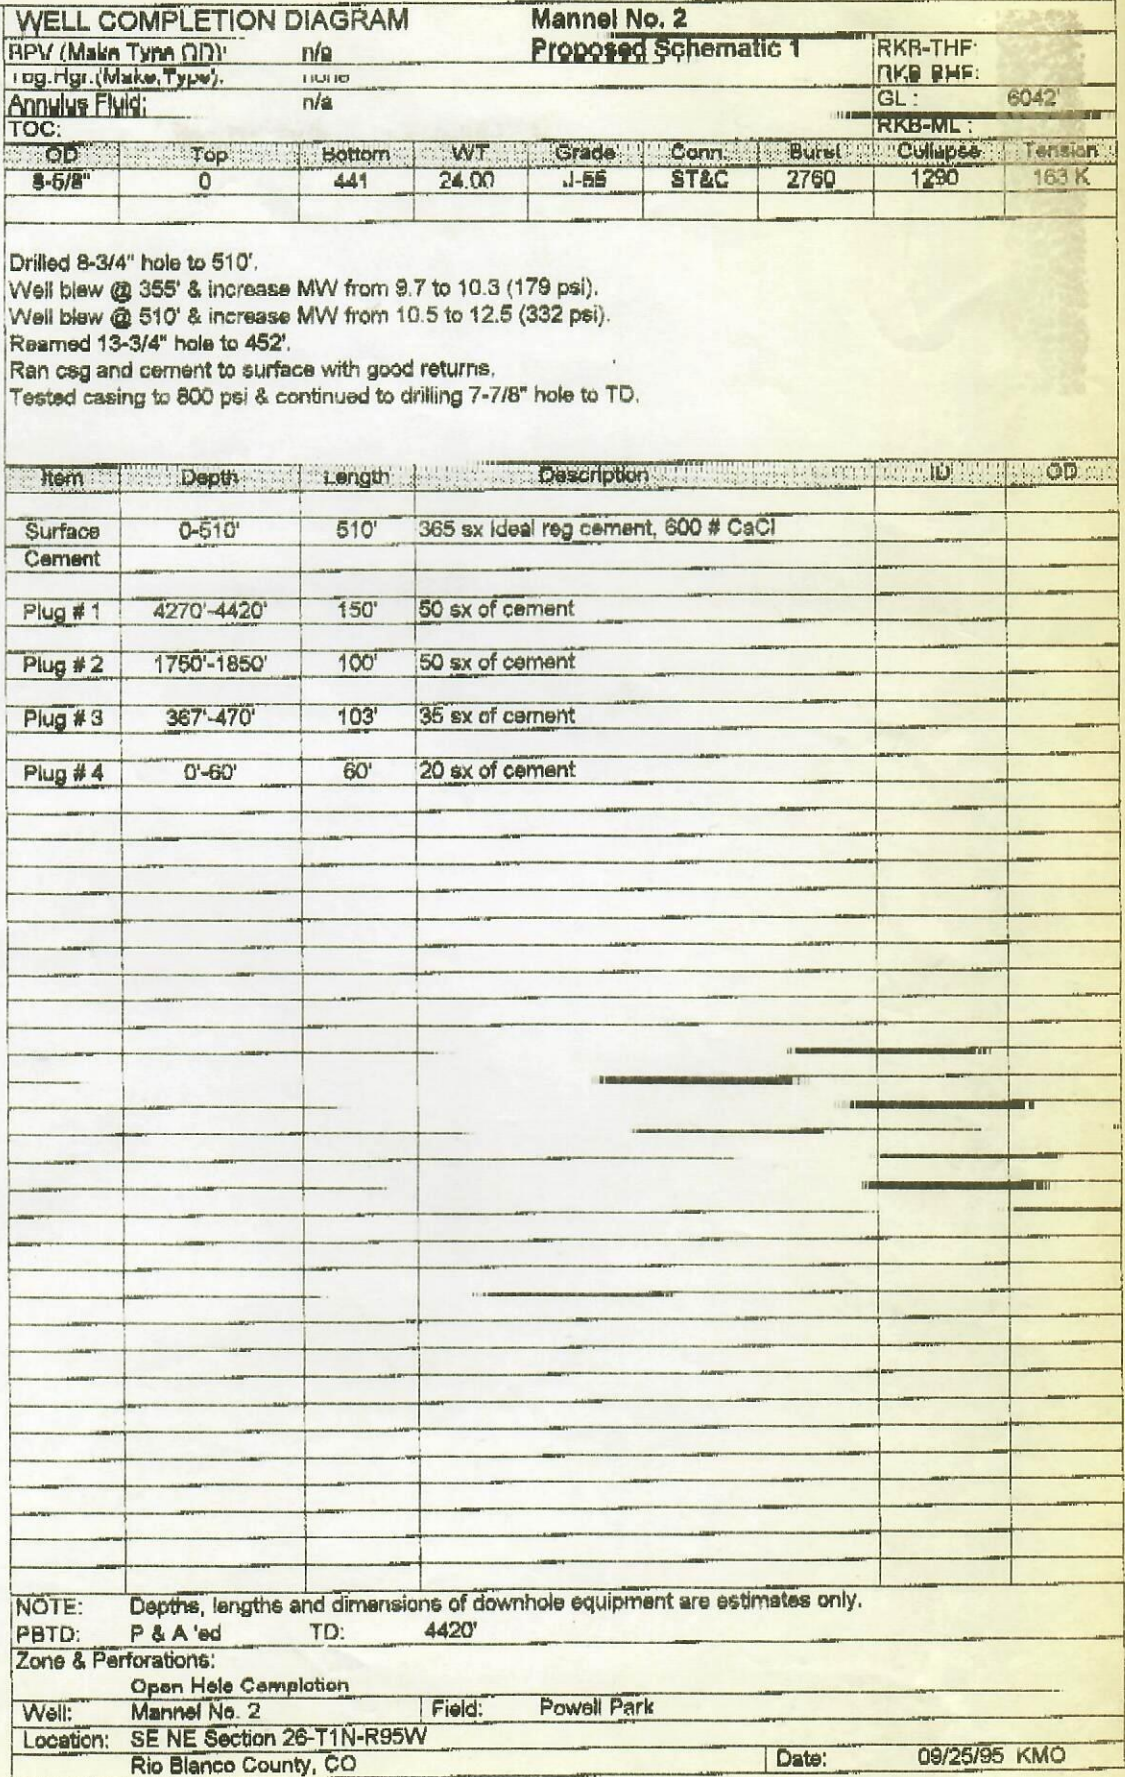 WELL COMPLETION DIAGRAM Mannel No. 2
BPV (Make Type OD): n/a Proposed Schematic 1 RKB-THF:
Tbg.Hgr.(Make,Type): none RKB BHF:
Annulus Fluid: n/a GL : 6042'
TOC: RKB-ML :
OD Top Bottom WT Grade Conn. Burst Collapse Tension
8-5/8" 0 441 24.00 J-55 ST&C 2760 1290 163 K
Drilled 8-3/4" hole to 510'.
Well blew @ 355' & increase MW from 9.7 to 10.3 (179 psi).
Well blew @ 510' & increase MW from 10.5 to 12.5 (332 psi).
Reamed 13-3/4" hole to 452'.
Ran csg and cement to surface with good returns.
Tested casing to 800 psi & continued to drilling 7-7/8" hole to TD.
Item Depth Length Description ID OD
Surface 0-510' 510' 365 sx Ideal reg cement, 600 # CaCl
Cement
Plug # 1 4270'-4420' 150' 50 sx of cement
Plug # 2 1750'-1850' 100' 50 sx of cement
Plug # 3 367'-470' 103' 35 sx of cement
Plug # 4 0'-60' 60' 20 sx of cement
NOTE: Depths, lengths and dimensions of downhole equipment are estimates only.
PBTD: P & A 'ed TD: 4420'
Zone & Perforations:
Open Hole Completion
Well: Mannel No. 2 Field: Powell Park
Location: SE NE Section 26-T1N-R95W
Rio Blanco County, CO Date: 09/25/95 KMO